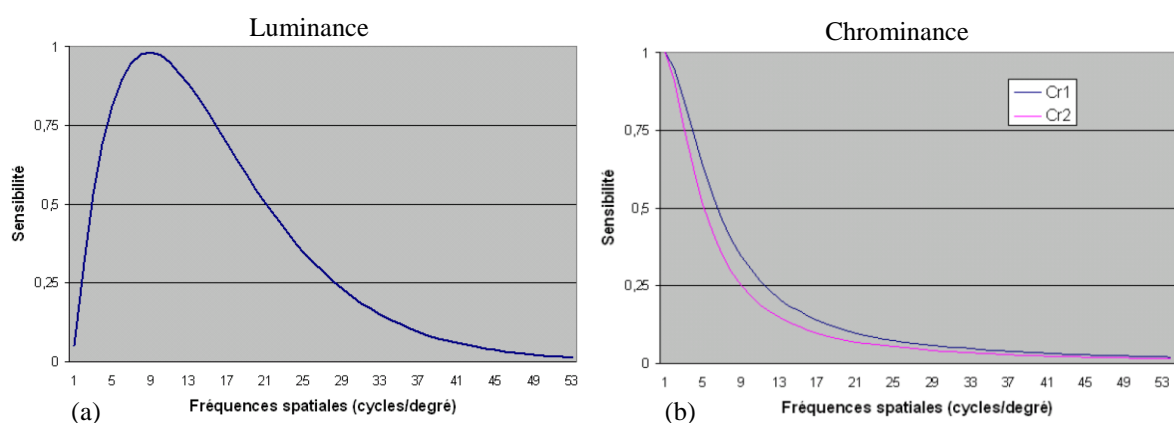 Luminance
Sensibilité
1
0,75
0,5
0,25
0
1 5 9 13 17 21 25 29 33 37 41 45 49 53
Fréquences spatiales (cycles/degré)
(a)
Chrominance
Sensibilité
1
0,75
0,5
0,25
0
Cr1
Cr2
1 5 9 13 17 21 25 29 33 37 41 45 49 53
Fréquences spatiales (cycles/degré)
(b)